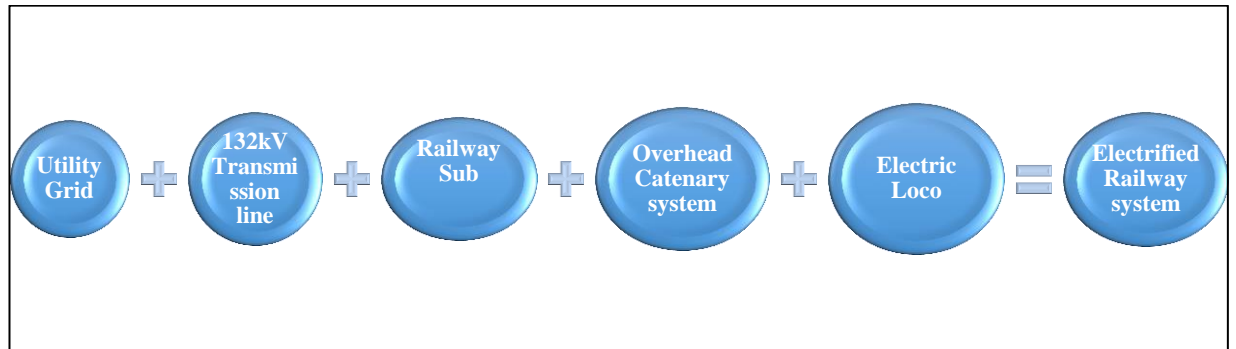 Utility
Grid
132kV
Transmi
ssion
line
Railway
Sub
Overhead
Catenary
system
Electric
Loco
Electrified
Railway
system